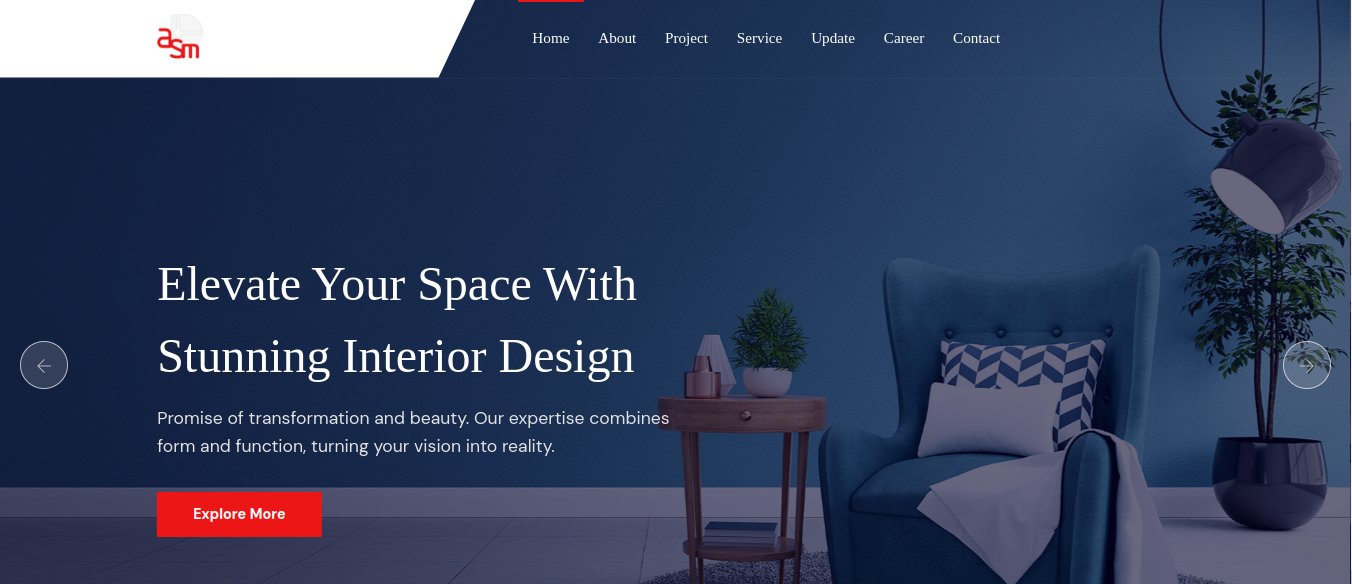 asm
Home About Project Service Update Career Contact
Elevate Your Space With
Stunning Interior Design
Promise of transformation and beauty. Our expertise combines
form and function, turning your vision into reality.
Explore More